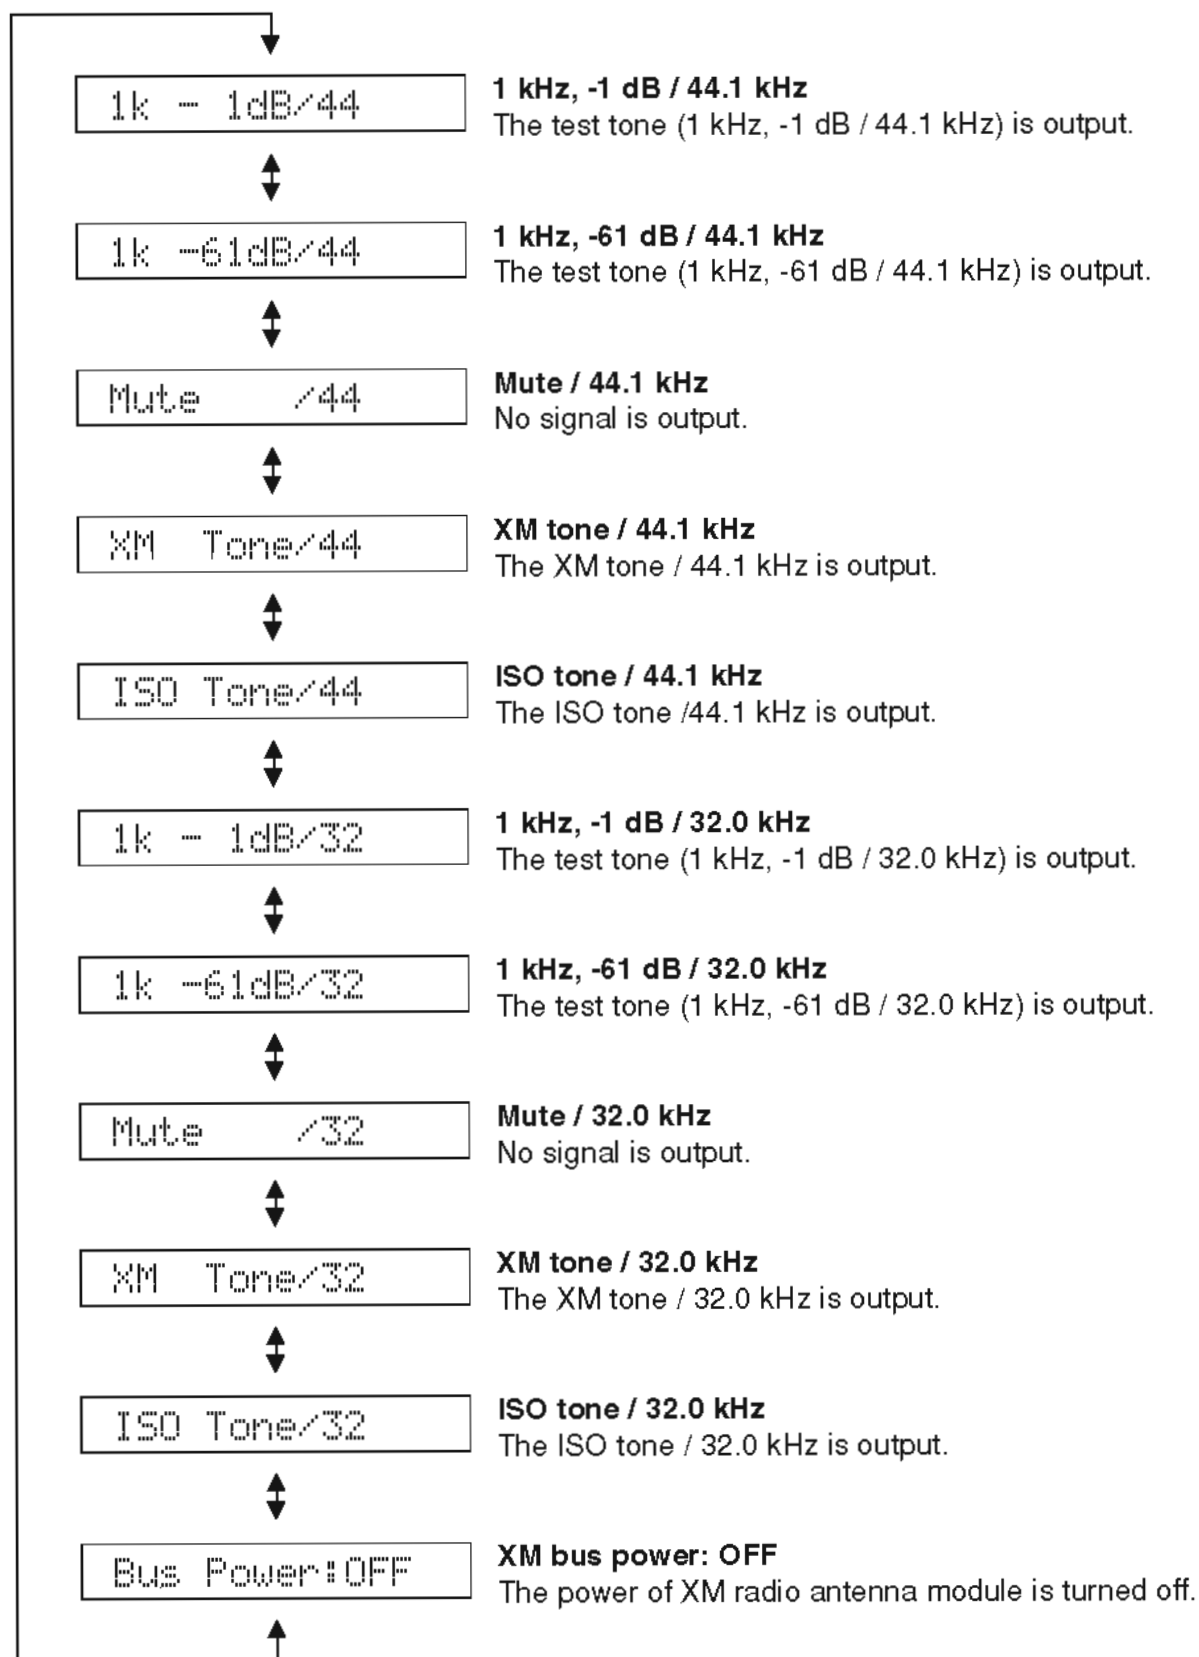 1k - 1dB/44
1 kHz, -1 dB / 44.1 kHz
The test tone (1 kHz, -1 dB / 44.1 kHz) is output.
1k -61dB/44
1 kHz, -61 dB / 44.1 kHz
The test tone (1 kHz, -61 dB / 44.1 kHz) is output.
Mute /44
Mute / 44.1 kHz
No signal is output.
XM Tone/44
XM tone / 44.1 kHz
The XM tone / 44.1 kHz is output.
ISO Tone/44
ISO tone / 44.1 kHz
The ISO tone /44.1 kHz is output.
1k - 1dB/32
1 kHz, -1 dB / 32.0 kHz
The test tone (1 kHz, -1 dB / 32.0 kHz) is output.
1k -61dB/32
1 kHz, -61 dB / 32.0 kHz
The test tone (1 kHz, -61 dB / 32.0 kHz) is output.
Mute /32
Mute / 32.0 kHz
No signal is output.
XM Tone/32
XM tone / 32.0 kHz
The XM tone / 32.0 kHz is output.
ISO Tone/32
ISO tone / 32.0 kHz
The ISO tone / 32.0 kHz is output.
Bus Power:OFF
XM bus power: OFF
The power of XM radio antenna module is turned off.